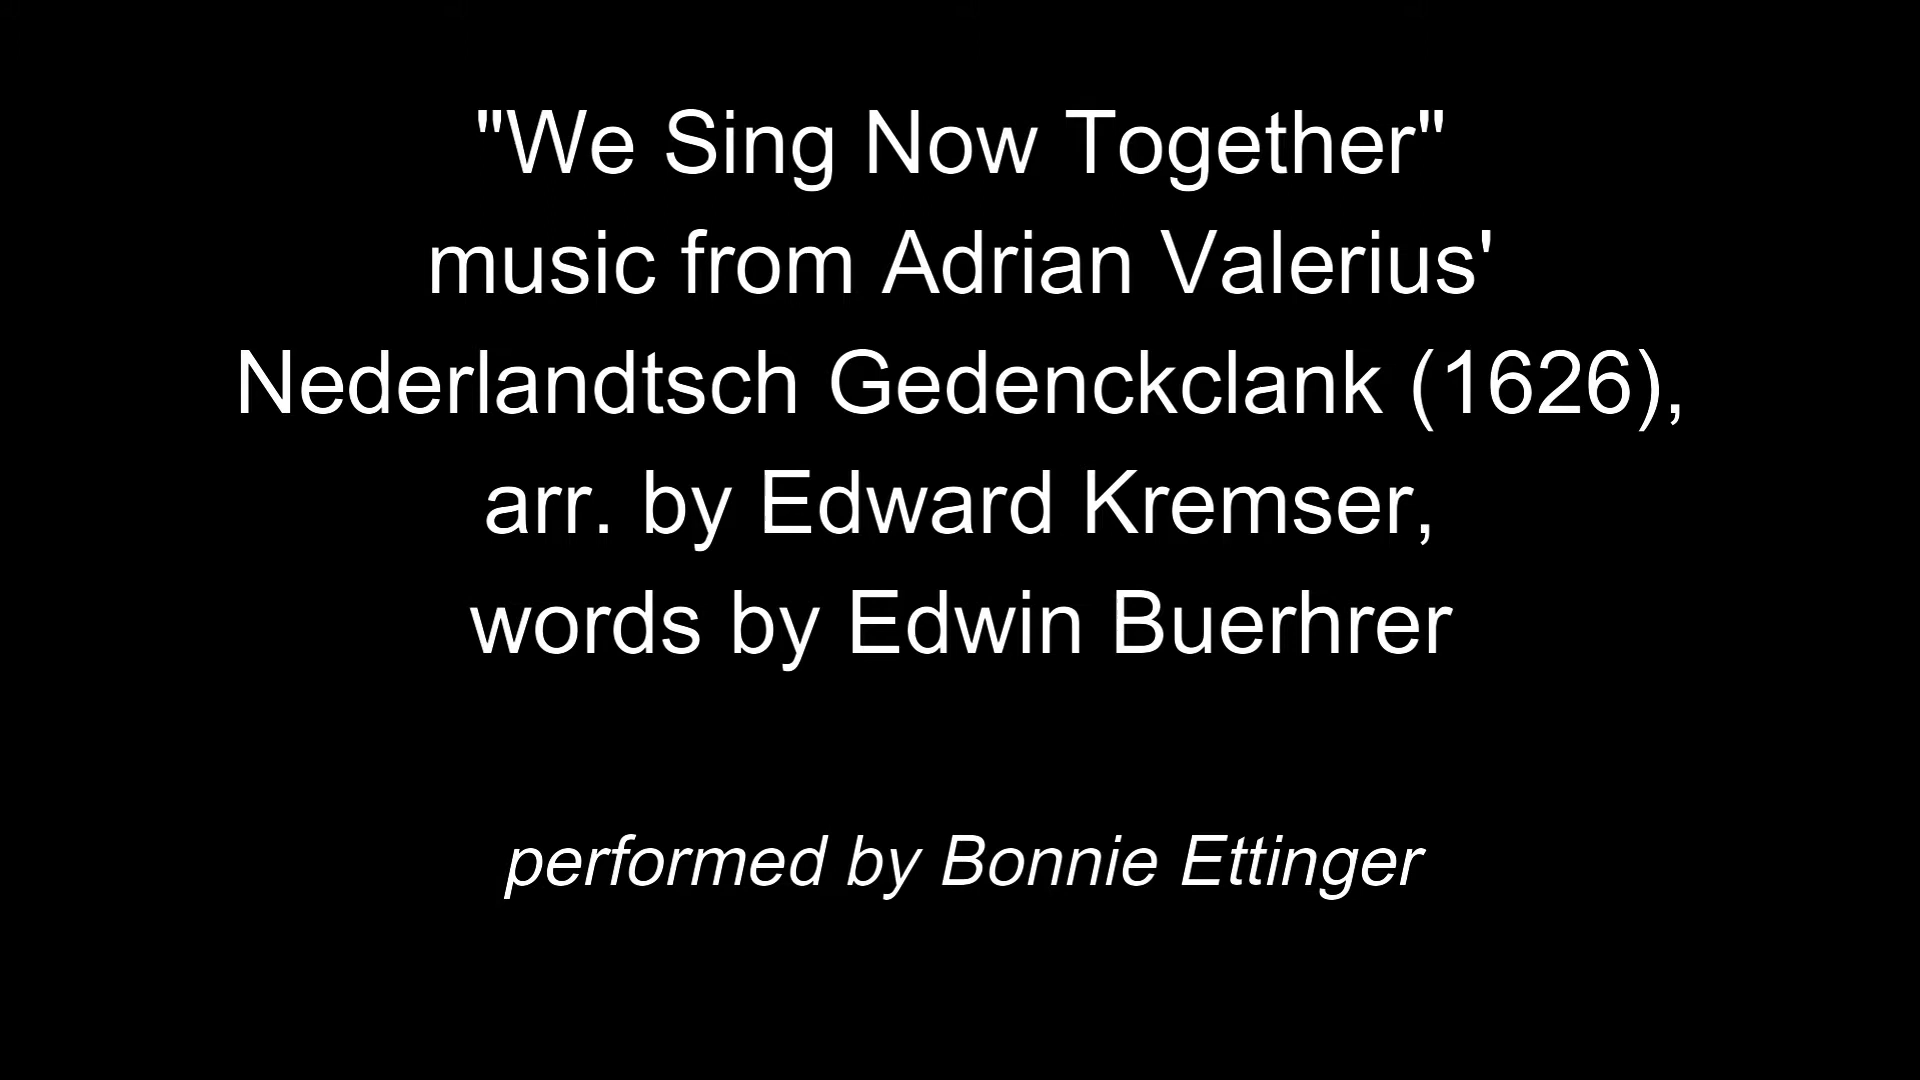 "We Sing Now Together"
music from Adrian Valerius'
Nederlandtsch Gedenckclank (1626),
arr. by Edward Kremser,
words by Edwin Buerhrer
performed by Bonnie Ettinger